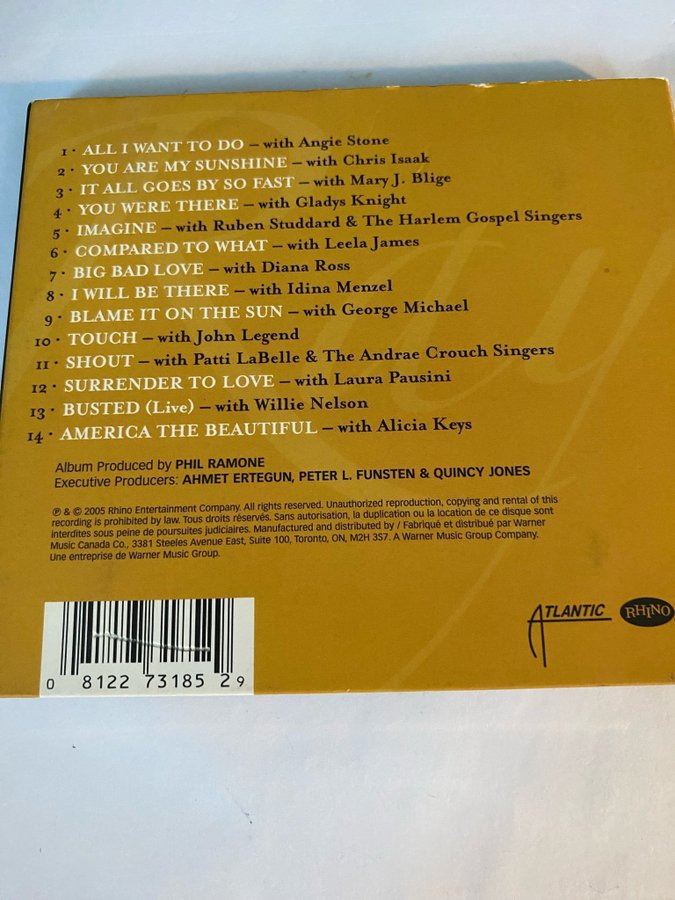 1 · ALL I WANT TO DO – with Angie Stone
2 · YOU ARE MY SUNSHINE – with Chris Isaak
3 · IT ALL GOES BY SO FAST – with Mary J. Blige
4 · YOU WERE THERE – with Gladys Knight
5 · IMAGINE – with Ruben Studdard & The Harlem Gospel Singers
6 · COMPARED TO WHAT – with Leela James
7 · BIG BAD LOVE – with Diana Ross
8 · I WILL BE THERE – with Idina Menzel
9 · BLAME IT ON THE SUN – with George Michael
10 · TOUCH – with John Legend
11 · SHOUT – with Patti LaBelle & The Andrae Crouch Singers
12 · SURRENDER TO LOVE – with Laura Pausini
13 · BUSTED (Live) – with Willie Nelson
14 · AMERICA THE BEAUTIFUL – with Alicia Keys
Album Produced by PHIL RAMONE
Executive Producers: AHMET ERTEGUN, PETER L. FUNSTEN & QUINCY JONES
℗ & © 2005 Rhino Entertainment Company. All rights reserved. Unauthorized reproduction, copying and rental of this
recording is prohibited by law. Tous droits réservés. Sans autorisation, la duplication ou la location de ce disque sont
interdites sous peine de poursuites judiciaires. Manufactured and distributed by / Fabriqué et distribué par Warner
Music Canada Co., 3381 Steeles Avenue East, Suite 100, Toronto, ON, M2H 3S7. A Warner Music Group Company.
Une entreprise de Warner Music Group.
ATLANTIC
RHINO
0 81227 31852 9
Ray